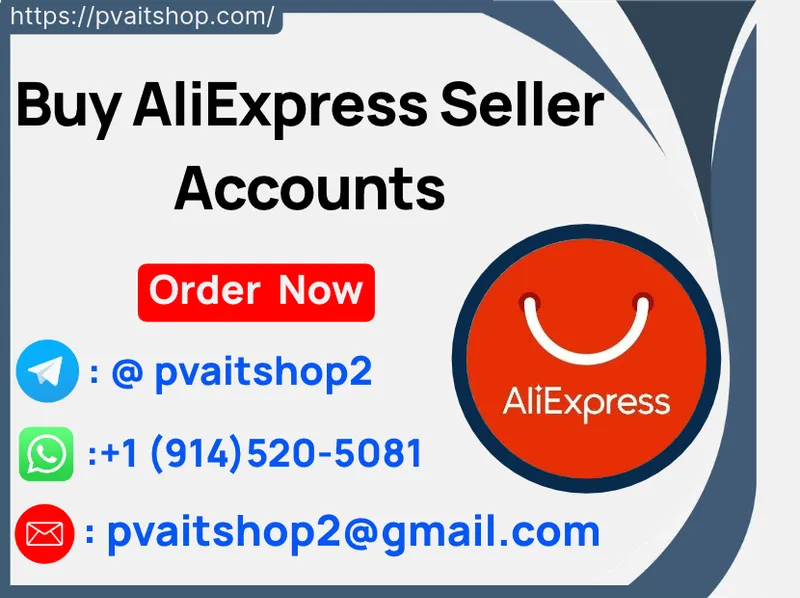 https://pvaitshop.com/
Buy AliExpress Seller
Accounts
Order Now
: @ pvaitshop2
:+1 (914)520-5081
: pvaitshop2@gmail.com
AliExpress